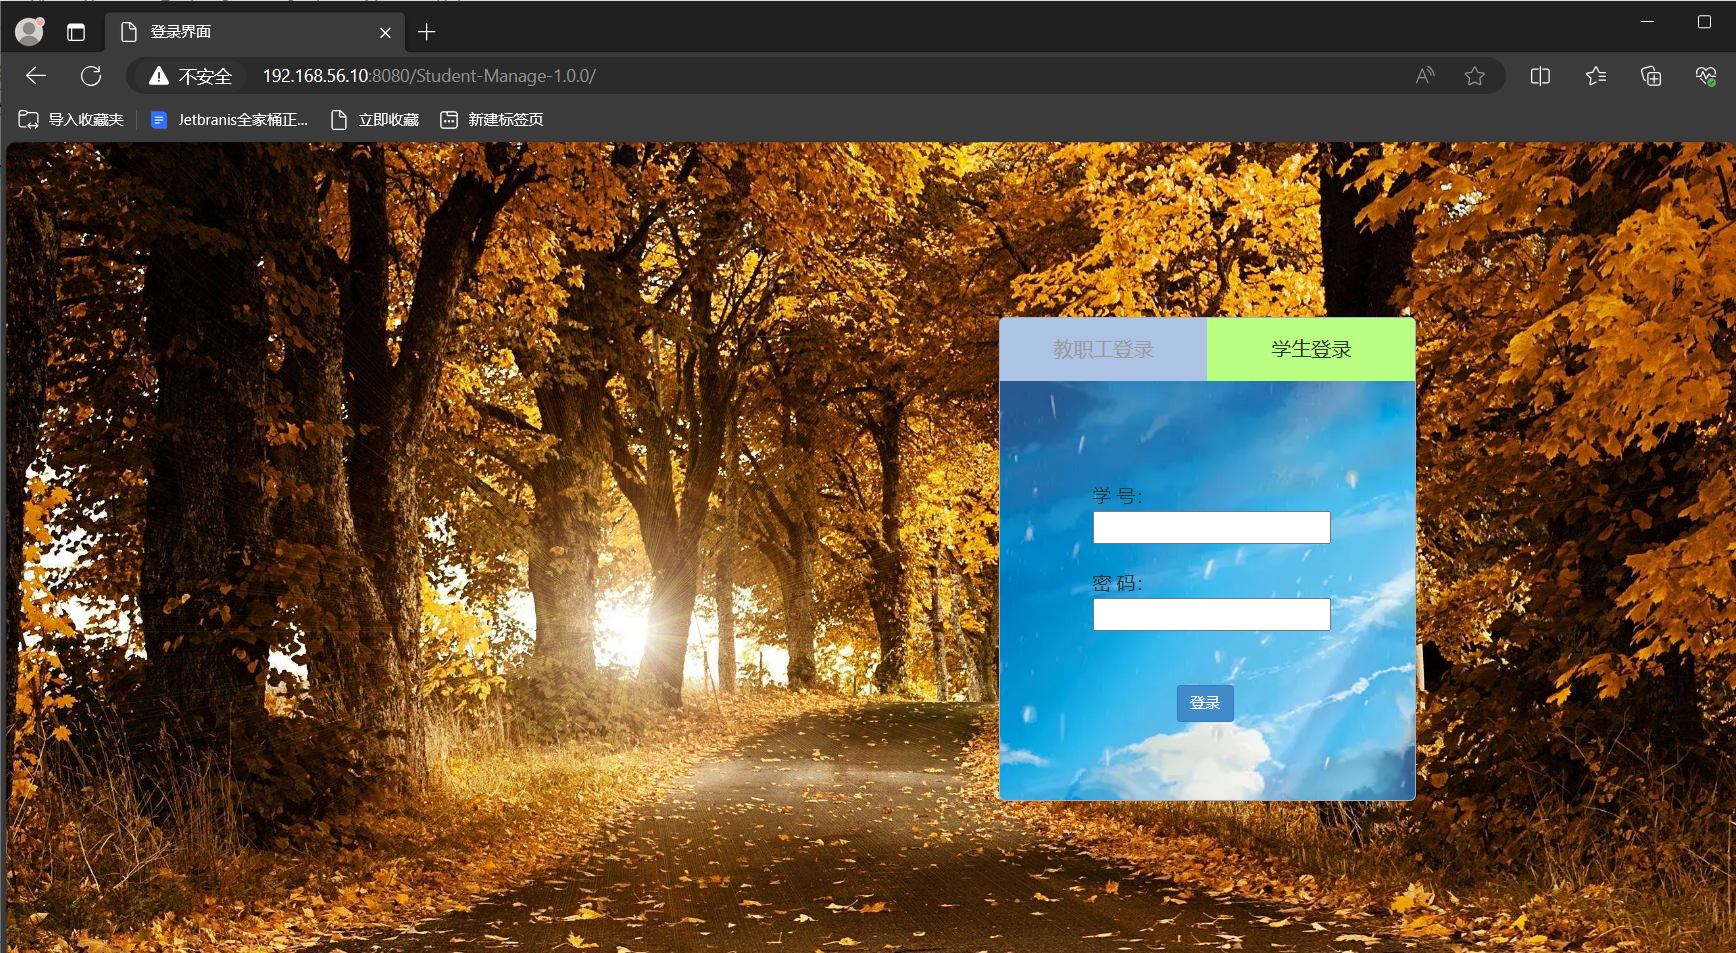 登录界面
不安全 192.168.56.10:8080/Student-Manage-1.0.0/
导入收藏夹 Jetbranis全家桶正... 立即收藏 新建标签页
教职工登录 学生登录
学 号：
密 码：
登录